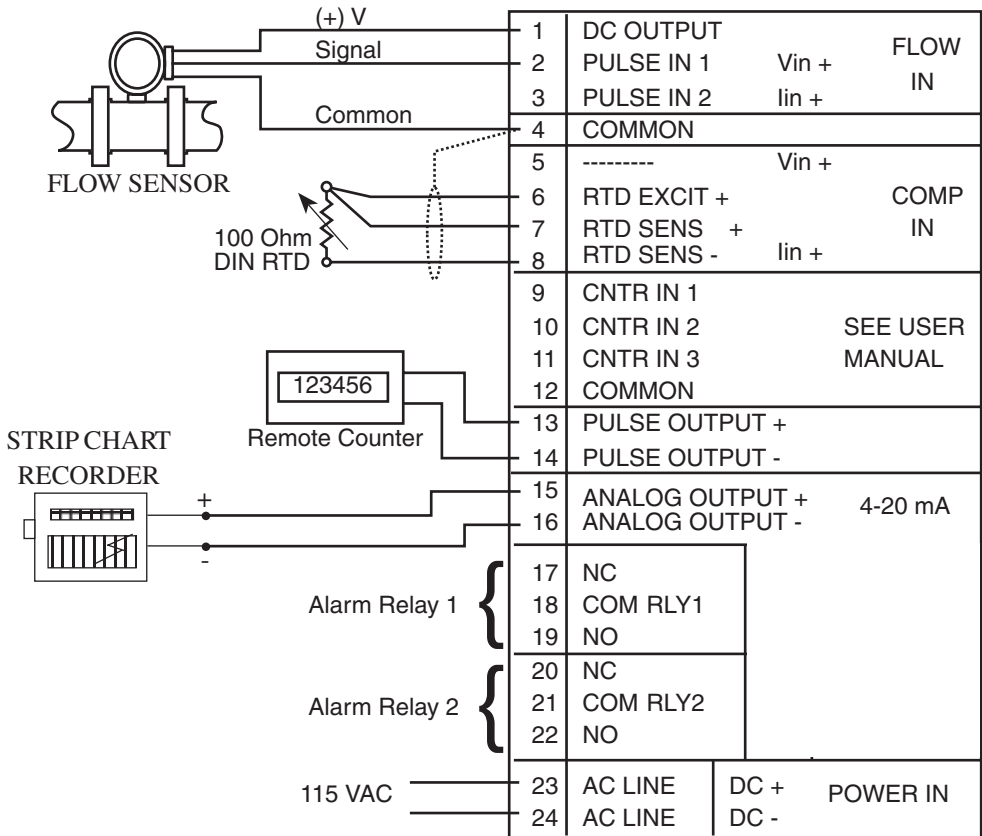 (+) V
Signal
Common
FLOW SENSOR
100 Ohm
DIN RTD
123456
Remote Counter
STRIP CHART
RECORDER
+
-
Alarm Relay 1 {
Alarm Relay 2 {
115 VAC
1 DC OUTPUT
2 PULSE IN 1 Vin +
3 PULSE IN 2 Iin +
FLOW
IN
4 COMMON
5 --------- Vin +
6 RTD EXCIT +
7 RTD SENS +
8 RTD SENS - Iin +
COMP
IN
9 CNTR IN 1
10 CNTR IN 2
11 CNTR IN 3
12 COMMON
SEE USER
MANUAL
13 PULSE OUTPUT +
14 PULSE OUTPUT -
15 ANALOG OUTPUT +
16 ANALOG OUTPUT -
4-20 mA
17 NC
18 COM RLY1
19 NO
20 NC
21 COM RLY2
22 NO
23 AC LINE DC +
24 AC LINE DC -
POWER IN